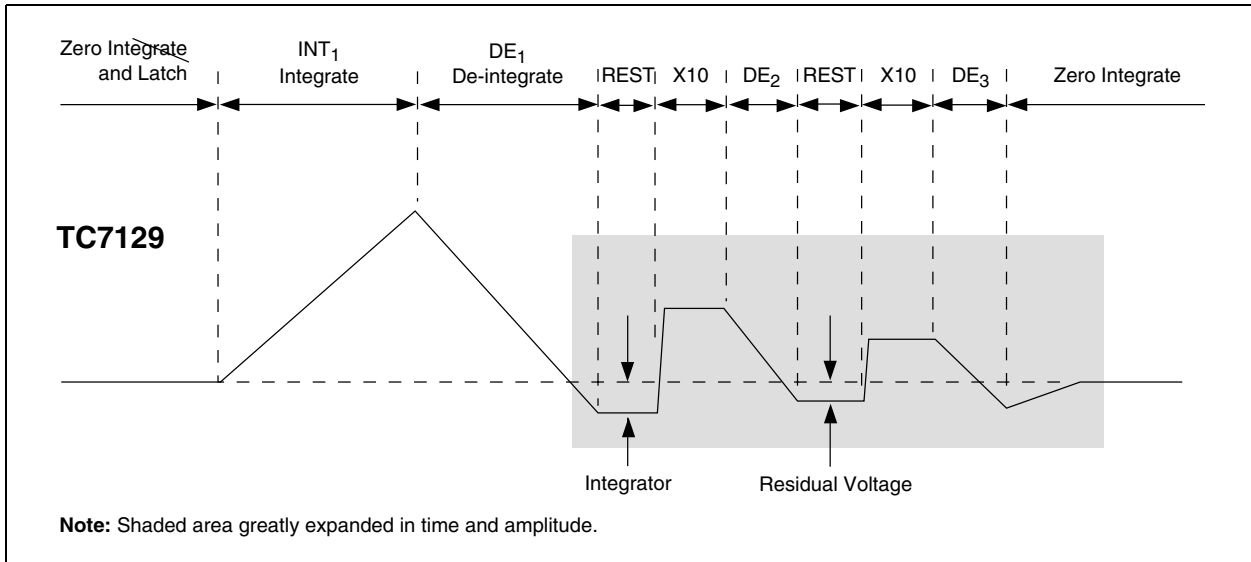 Zero Integrate
and Latch
INT1
Integrate
DE1
De-integrate
REST
X10
DE2
REST
X10
DE3
Zero Integrate
TC7129
Integrator
Residual Voltage
Note: Shaded area greatly expanded in time and amplitude.